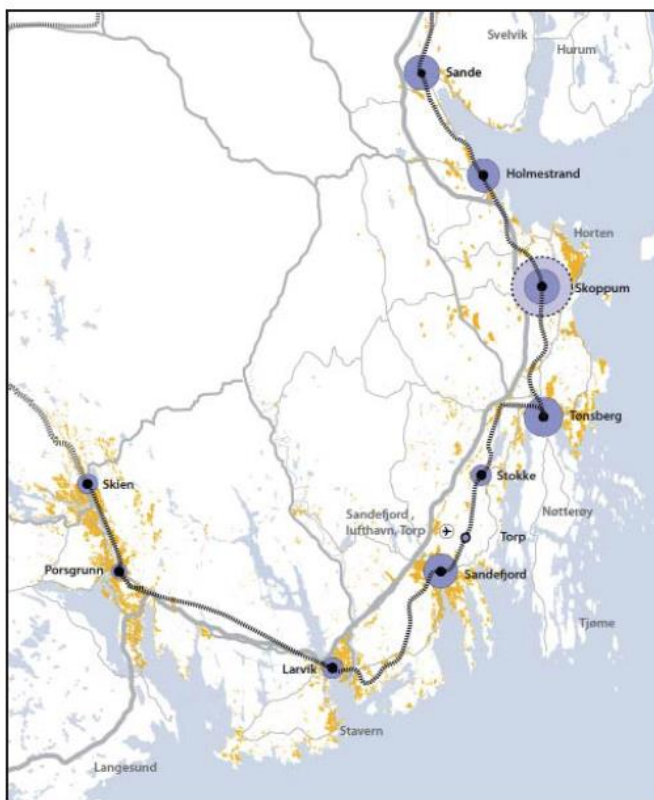 Svelvik
Hurum
Sande
Holmestrand
Horten
Skoppum
Tønsberg
Skien
Stokke
Sandefjord ,
lufthavn, Torp
Nøtterøy
Torp
Porsgrunn
Sandefjord
Tjøme
Larvik
Stavern
Langesund